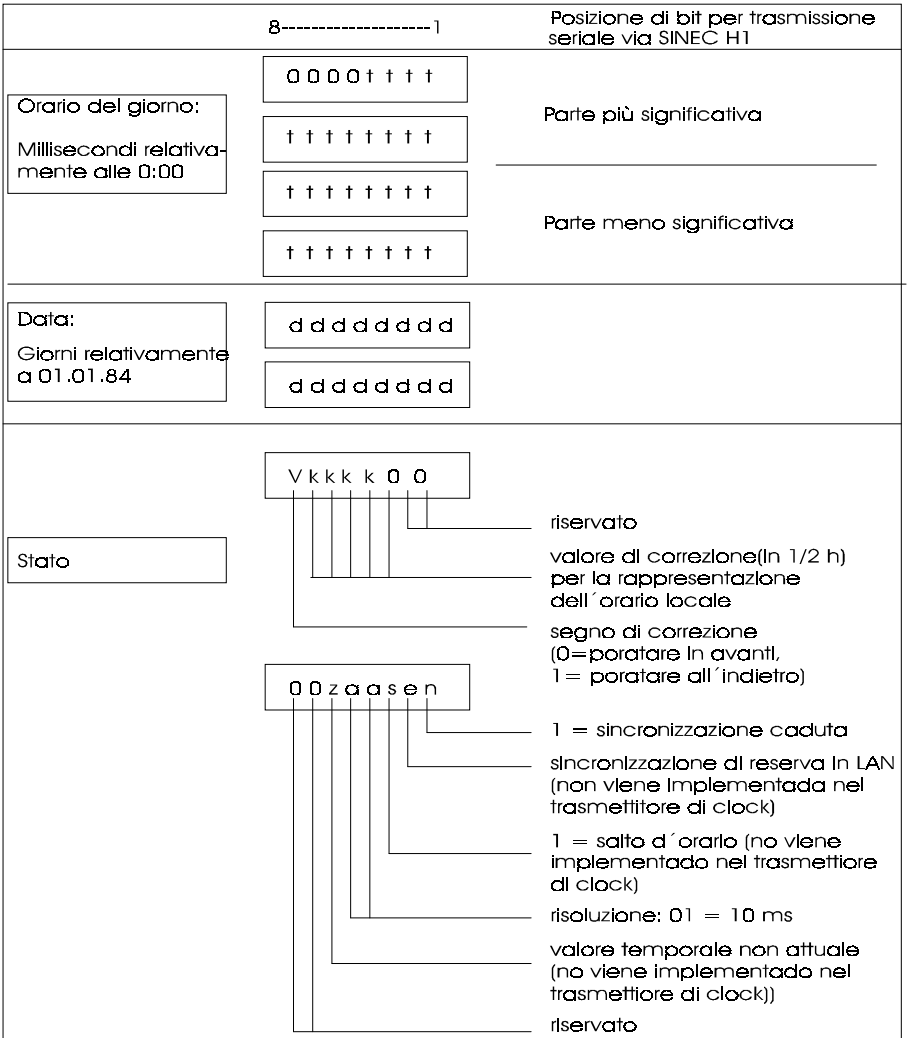 8--------------------1
Posizione di bit per trasmissione
seriale via SINEC H1
Orario del giorno:
Millisecondi relativa-
mente alle 0:00
0 0 0 0 t t t t
t t t t t t t t
t t t t t t t t
t t t t t t t t
Parte più significativa
Parte meno significativa
Data:
Giorni relativamente
a 01.01.84
d d d d d d d d
d d d d d d d d
Stato
V k k k k 0 0
riservato
valore di correzione(in 1/2 h)
per la rappresentazione
dell´orario locale
segno di correzione
(0=poratare in avanti,
1= poratare all´indietro)
0 0 z a a s e n
1 = sincronizzazione caduta
sincronizzazione di reserva in LAN
(non viene implementada nel
trasmettitore di clock)
1 = salto d´orario (no viene
implementado nel trasmettiore
di clock)
risoluzione: 01 = 10 ms
valore temporale non attuale
(no viene implementado nel
trasmettiore di clock))
riservato